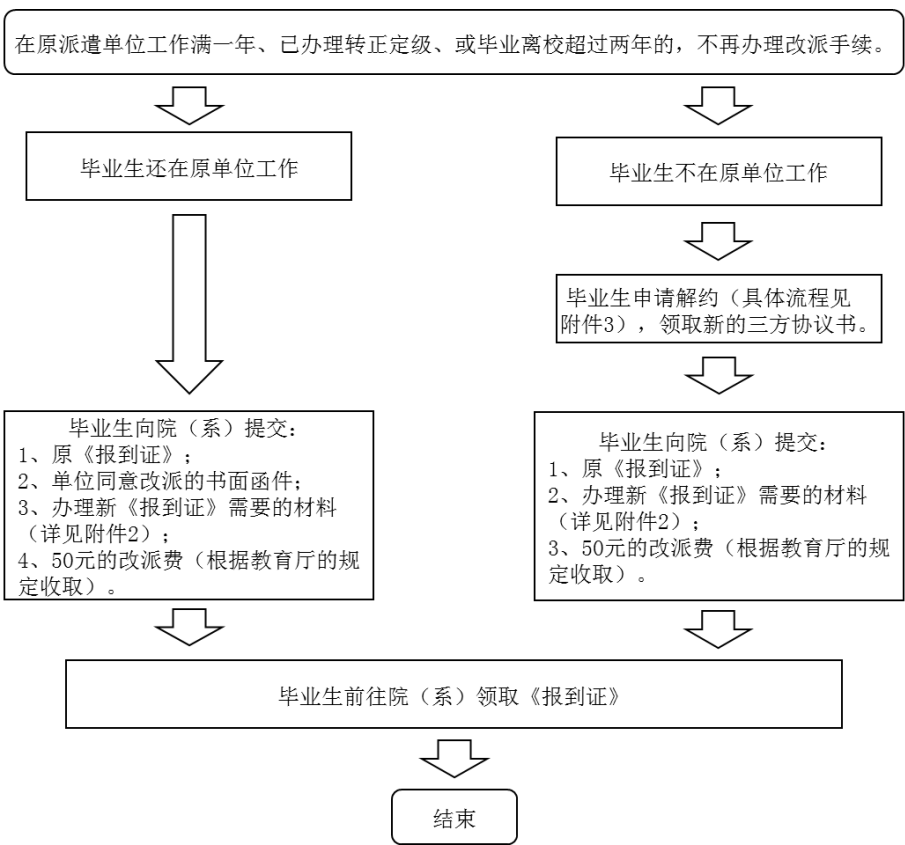 在原派遣单位工作满一年、已办理转正定级、或毕业离校超过两年的，不再办理改派手续。
毕业生还在原单位工作
毕业生不在原单位工作
毕业生申请解约（具体流程见
附件3），领取新的三方协议书。
毕业生向院（系）提交：
1、原《报到证》；
2、单位同意改派的书面函件；
3、办理新《报到证》需要的材料
（详见附件2）；
4、50元的改派费（根据教育厅的规
定收取）。
毕业生向院（系）提交：
1、原《报到证》；
2、办理新《报到证》需要的材料
（详见附件2）；
3、50元的改派费（根据教育厅的规
定收取）。
毕业生前往院（系）领取《报到证》
结束